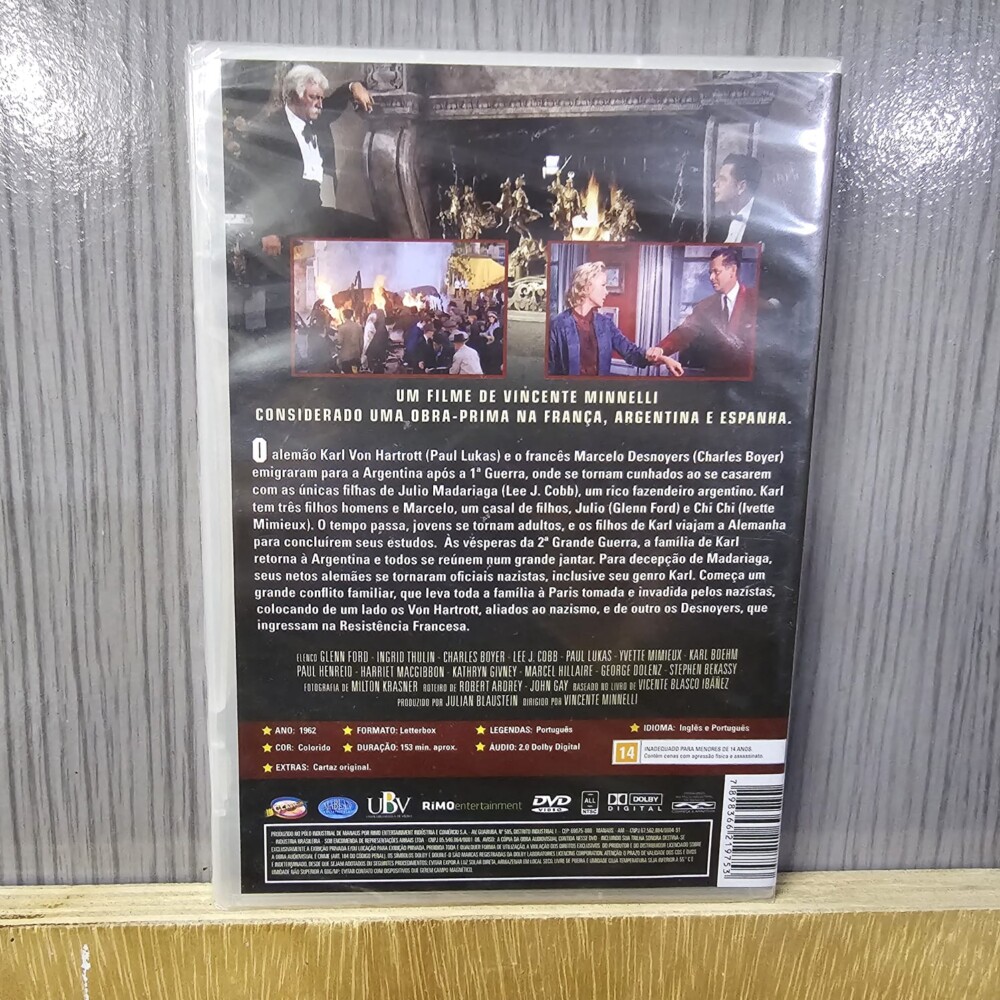 UM FILME DE VINCENTE MINNELLI
CONSIDERADO UMA OBRA-PRIMA NA FRANÇA, ARGENTINA E ESPANHA.
O alemão Karl Von Hartrott (Paul Lukas) e o francês Marcelo Desnoyers (Charles Boyer)
emigraram para a Argentina após a 1ª Guerra, onde se tornam cunhados ao se casarem
com as únicas filhas de Julio Madariaga (Lee J. Cobb), um rico fazendeiro argentino. Karl
tem três filhos homens e Marcelo, um casal de filhos, Julio (Glenn Ford) e Chi Chi (Ivette
Mimieux). O tempo passa, jovens se tornam adultos, e os filhos de Karl viajam a Alemanha
para concluírem seus estudos. Às vésperas da 2ª Grande Guerra, a família de Karl
retorna à Argentina e todos se reúnem num grande jantar. Para decepção de Madariaga,
seus netos alemães se tornaram oficiais nazistas, inclusive seu genro Karl. Começa um
grande conflito familiar, que leva toda a família à Paris tomada e invadida pelos nazistas,
colocando de um lado os Von Hartrott, aliados ao nazismo, e de outro os Desnoyers, que
ingressam na Resistência Francesa.
ELENCO GLENN FORD - INGRID THULIN - CHARLES BOYER - LEE J. COBB - PAUL LUKAS - YVETTE MIMIEUX - KARL BOEHM
PAUL HENREID - HARRIET MACGIBBON - KATHRYN GIVNEY - MARCEL HILLAIRE - GEORGE DOLENZ - STEPHEN BEKASSY
FOTOGRAFIA DE MILTON KRASNER ROTEIRO DE ROBERT ARDREY - JOHN GAY BASEADO NO LIVRO DE VICENTE BLASCO IBÁÑEZ
PRODUZIDO POR JULIAN BLAUSTEIN DIRIGIDO POR VINCENTE MINNELLI
ANO: 1962 FORMATO: Letterbox LEGENDAS: Português IDIOMA: Inglês e Português
COR: Colorido DURAÇÃO: 153 min. aprox. ÁUDIO: 2.0 Dolby Digital
14 INADEQUADO PARA MENORES DE 14 ANOS.
Contém cenas com agressão física e assassinato.
EXTRAS: Cartaz original.
UBV RiMOentertainment DVD VIDEO ALL NTSC DOLBY DIGITAL
7898366219753